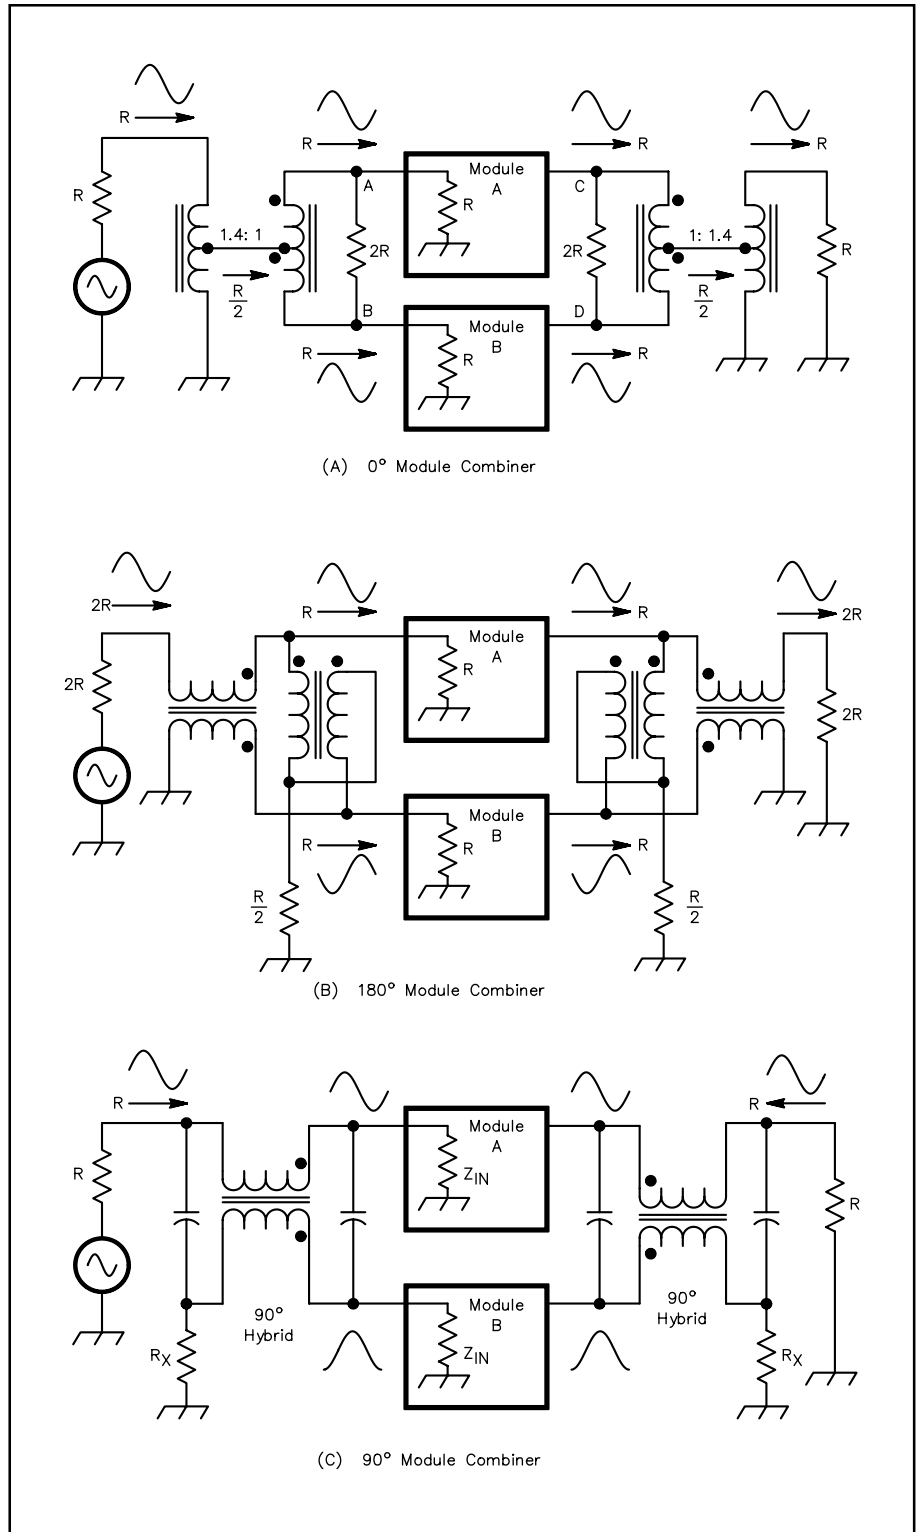 R
R
R
R
R
R
Module
A
A
C
R
1.4: 1
2R
2R
1: 1.4
R
R
2
R
2
B
D
Module
B
R
R
R
(A) 0° Module Combiner
2R
R
R
2R
2R
Module
A
R
2R
Module
B
R
R
R
R
2
R
2
(B) 180° Module Combiner
R
R
R
Module
A
ZIN
R
90°
Hybrid
90°
Hybrid
Module
B
ZIN
RX
RX
(C) 90° Module Combiner